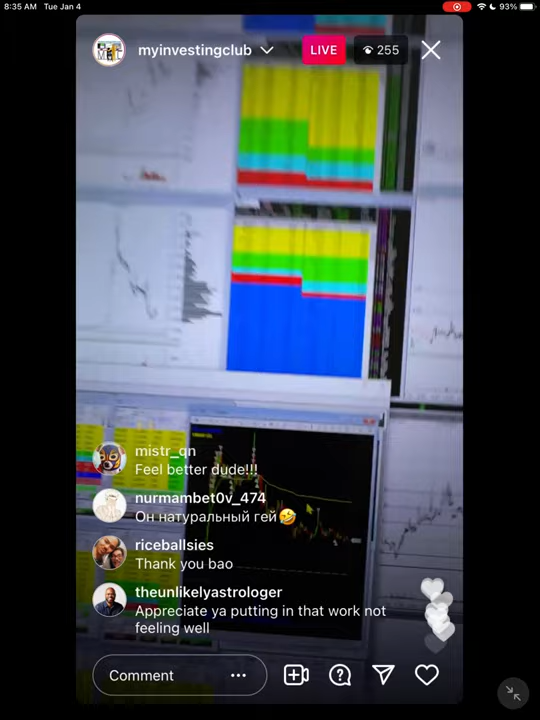 8:35 AM Tue Jan 4
93%
myinvestingclub
LIVE
255
mistr_qn
Feel better dude!!!
nurmambet0v_474
Он натуральный гей🤣
riceballsies
Thank you bao
theunlikelyastrologer
Appreciate ya putting in that work not
feeling well
Comment